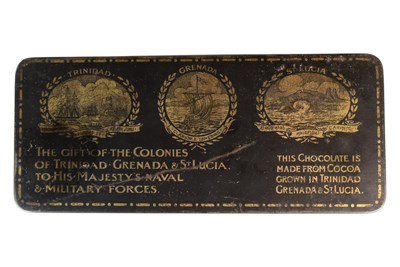 TRINIDAD
GRENADA
ST LUCIA
THE GIFT OF THE COLONIES
OF TRINIDAD · GRENADA & ST LUCIA.
TO HIS · MAJESTY'S · NAVAL
& MILITARY FORCES.
THIS CHOCOLATE IS
MADE FROM COCOA
GROWN IN TRINIDAD
GRENADA & ST LUCIA.